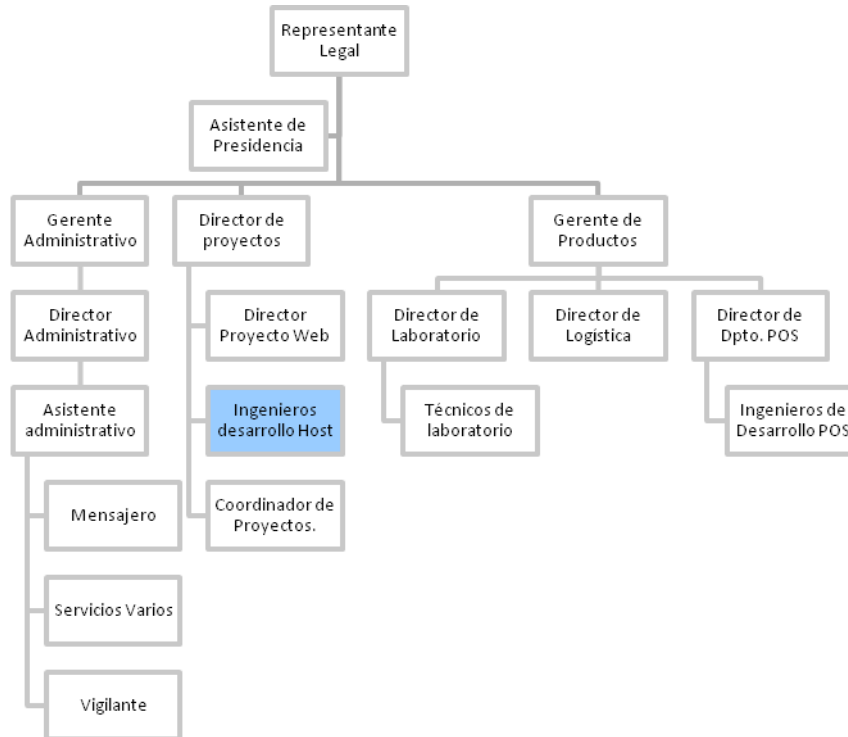 Representante
Legal
Asistente de
Presidencia
Gerente
Administrativo
Director de
proyectos
Gerente de
Productos
Director
Administrativo
Director
Proyecto Web
Director de
Laboratorio
Director de
Logística
Director de
Dpto. POS
Asistente
administrativo
Ingenieros
desarrollo Host
Técnicos de
laboratorio
Ingenieros de
Desarrollo POS
Mensajero
Coordinador de
Proyectos.
Servicios Varios
Vigilante